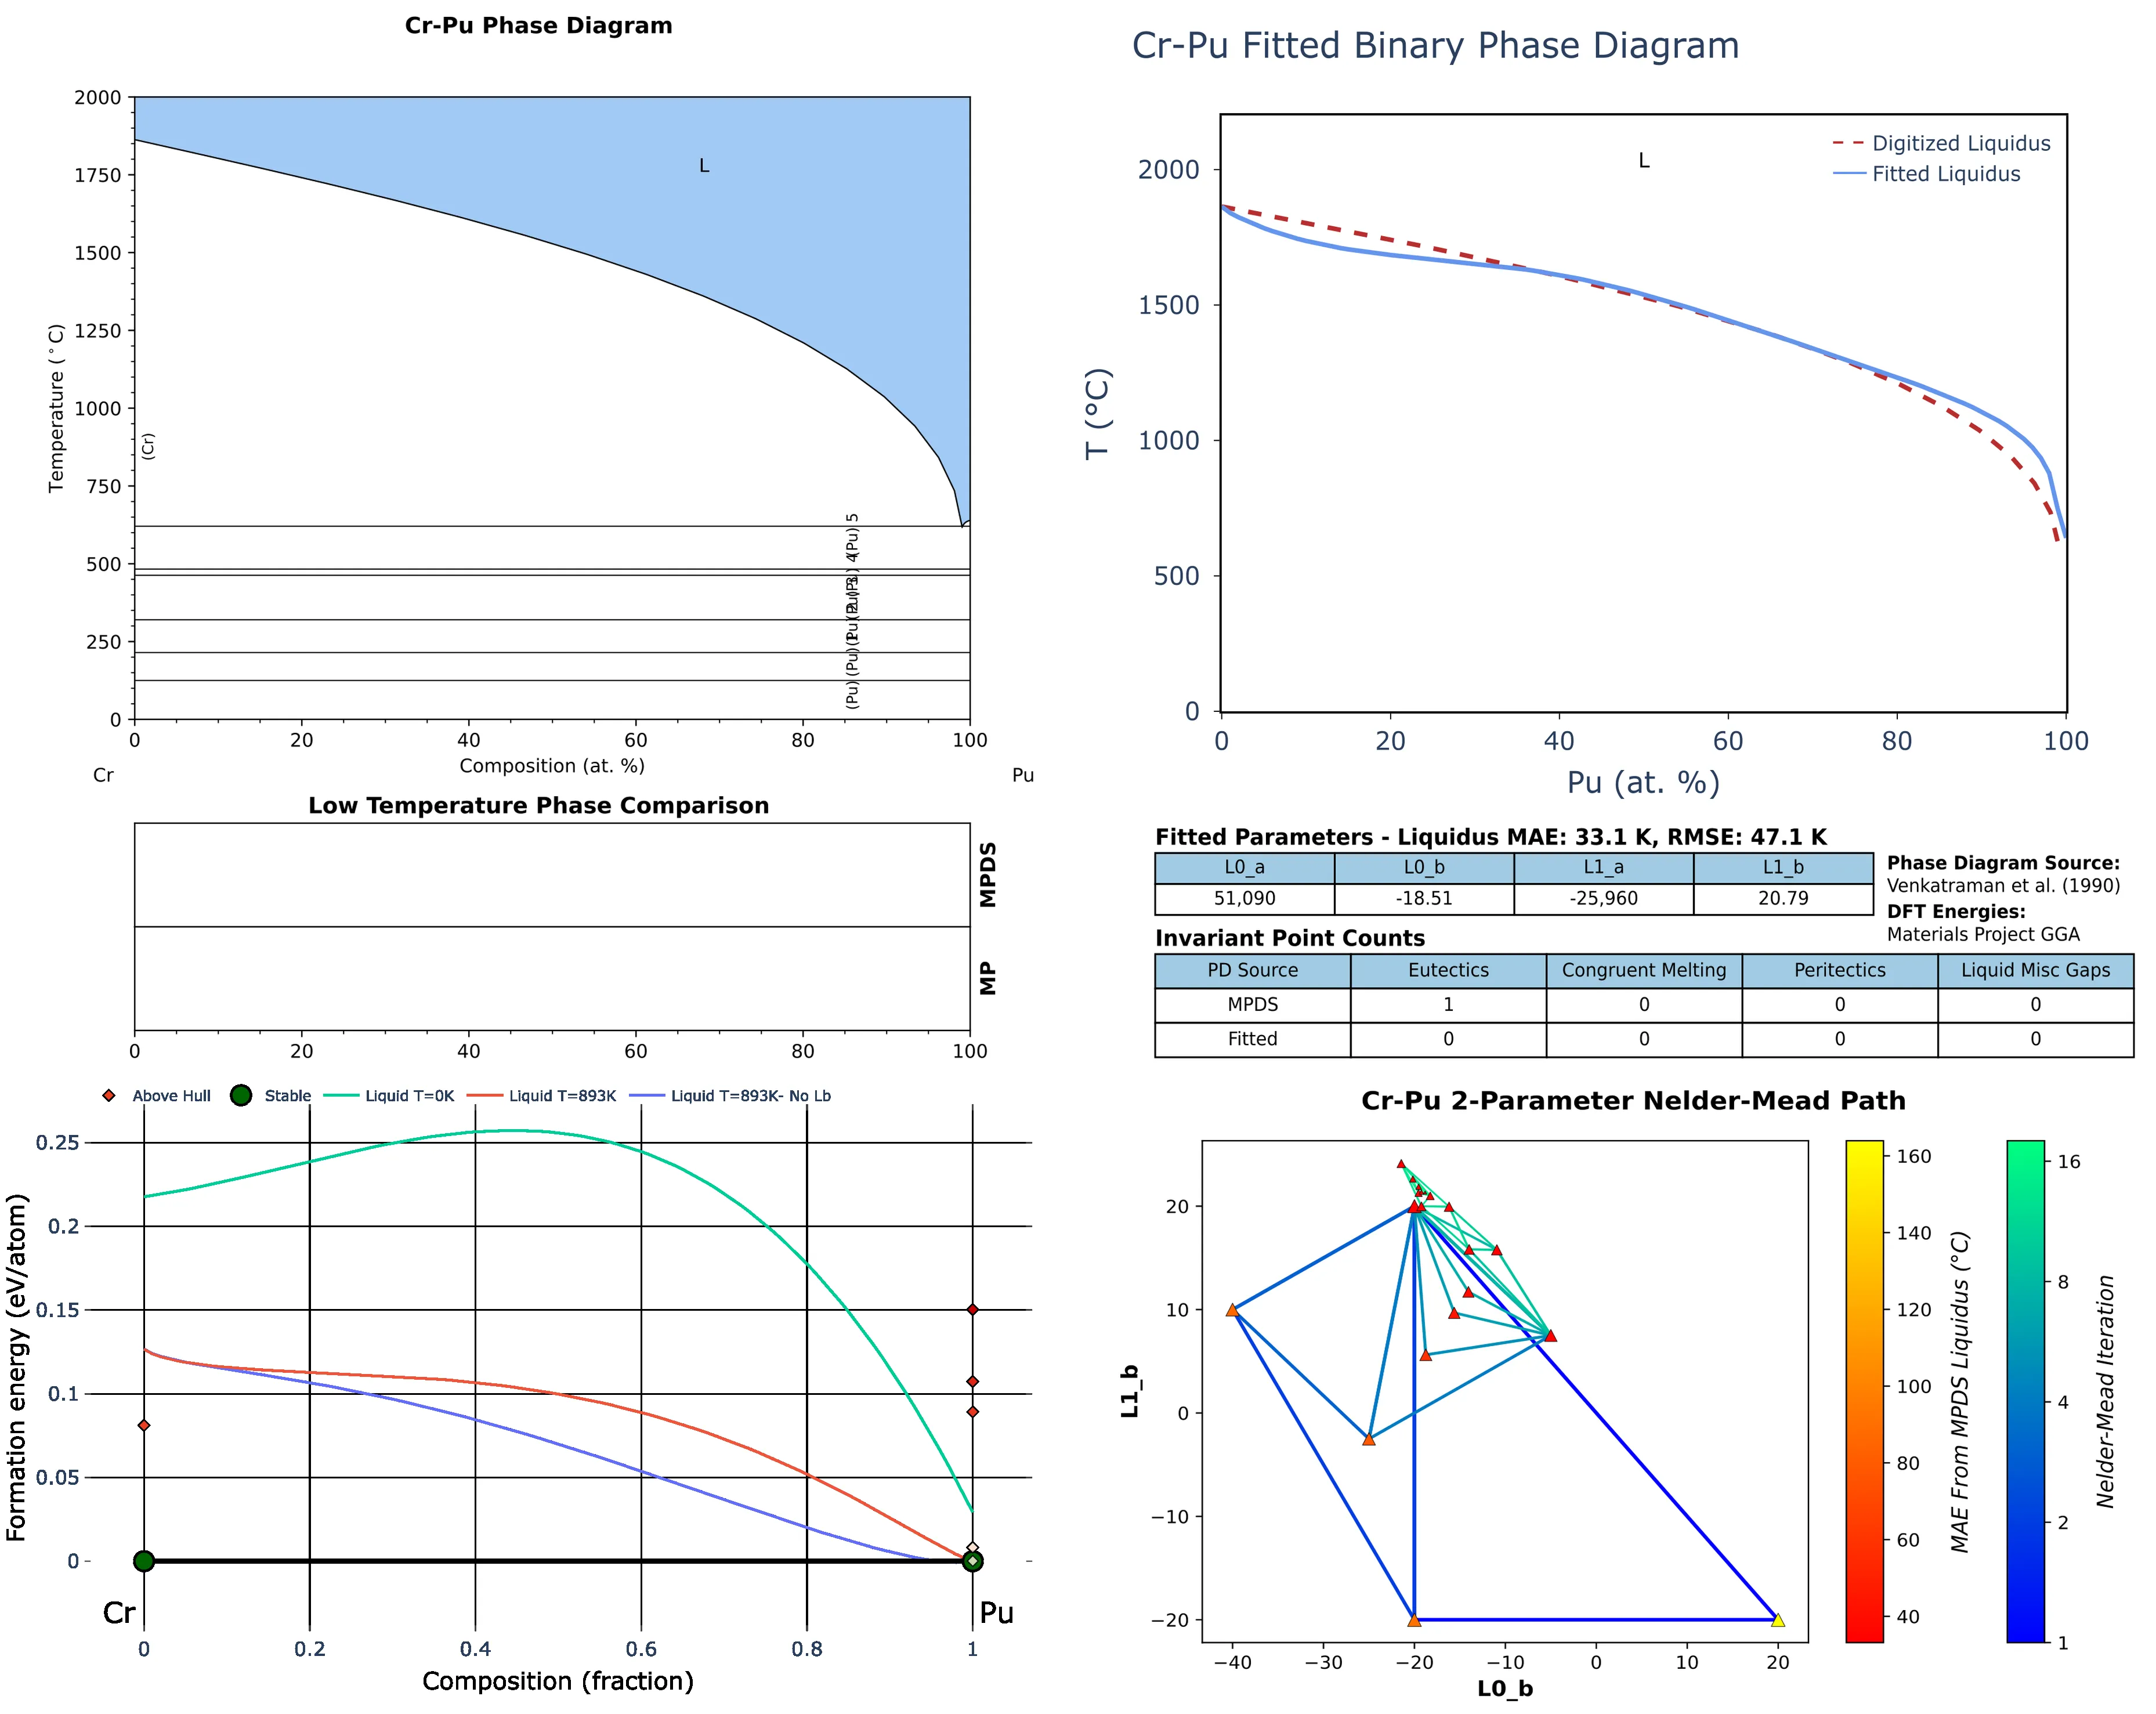 Cr-Pu Phase Diagram
2000
1750
1500
1250
1000
750
500
250
0
Temperature (°C)
L
(Cr)
(Pu) 5
(Pu)
0 20 40 60 80 100
Composition (at. %)
Cr Pu
Cr-Pu Fitted Binary Phase Diagram
Digitized Liquidus
Fitted Liquidus
L
2000
1500
1000
500
0
T (°C)
0 20 40 60 80 100
Pu (at. %)
Low Temperature Phase Comparison
MPDS
MP
0 20 40 60 80 100
Fitted Parameters - Liquidus MAE: 33.1 K, RMSE: 47.1 K
L0_a L0_b L1_a L1_b
51,090 -18.51 -25,960 20.79
Phase Diagram Source:
Venkatraman et al. (1990)
DFT Energies:
Materials Project GGA
Invariant Point Counts
PD Source Eutectics Congruent Melting Peritectics Liquid Misc Gaps
MPDS 1 0 0 0
Fitted 0 0 0 0
Above Hull Stable Liquid T=0K Liquid T=893K Liquid T=893K- No Lb
0.25
0.2
0.15
0.1
0.05
0
Formation energy (eV/atom)
Cr Pu
0 0.2 0.4 0.6 0.8 1
Composition (fraction)
Cr-Pu 2-Parameter Nelder-Mead Path
20
10
0
−10
−20
L1_b
−40 −30 −20 −10 0 10 20
L0_b
160
140
120
100
80
60
40
MAE From MPDS Liquidus (°C)
16
8
4
2
1
Nelder-Mead Iteration